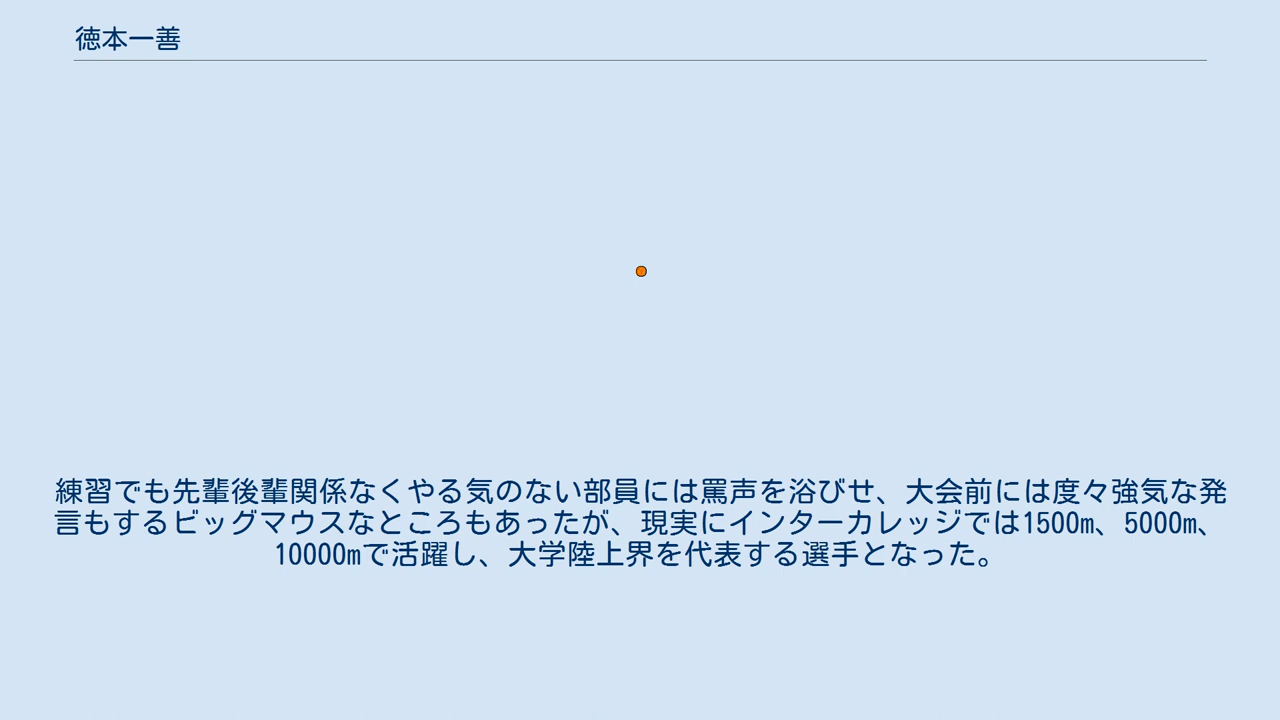 徳本一善
練習でも先輩後輩関係なくやる気のない部員には罵声を浴びせ、大会前には度々強気な発
言もするビッグマウスなところもあったが、現実にインターカレッジでは1500m、5000m、
10000mで活躍し、大学陸上界を代表する選手となった。